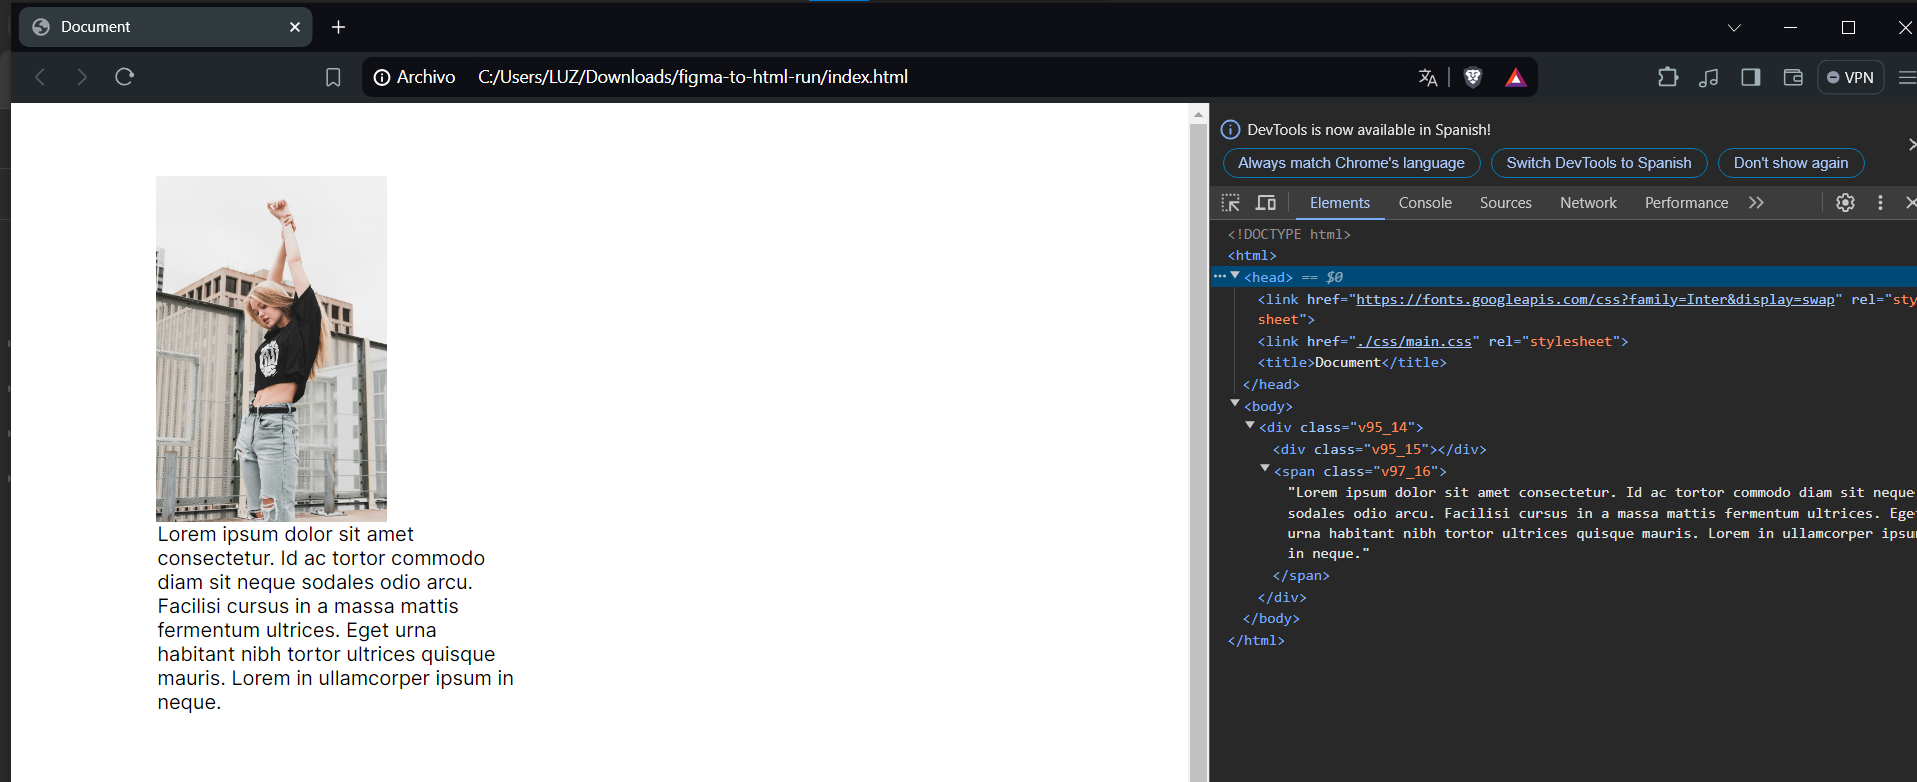 Document
Archivo C:/Users/LUZ/Downloads/figma-to-html-run/index.html
VPN
Lorem ipsum dolor sit amet
consectetur. Id ac tortor commodo
diam sit neque sodales odio arcu.
Facilisi cursus in a massa mattis
fermentum ultrices. Eget urna
habitant nibh tortor ultrices quisque
mauris. Lorem in ullamcorper ipsum in
neque.
DevTools is now available in Spanish!
Always match Chrome's language Switch DevTools to Spanish Don't show again
Elements Console Sources Network Performance
<!DOCTYPE html>
<html>
<head> == $0
<link href="https://fonts.googleapis.com/css?family=Inter&display=swap" rel="sty
sheet">
<link href="./css/main.css" rel="stylesheet">
<title>Document</title>
</head>
<body>
<div class="v95_14">
<div class="v95_15"></div>
<span class="v97_16">
"Lorem ipsum dolor sit amet consectetur. Id ac tortor commodo diam sit neque
sodales odio arcu. Facilisi cursus in a massa mattis fermentum ultrices. Ege
urna habitant nibh tortor ultrices quisque mauris. Lorem in ullamcorper ipsu
in neque."
</span>
</div>
</body>
</html>